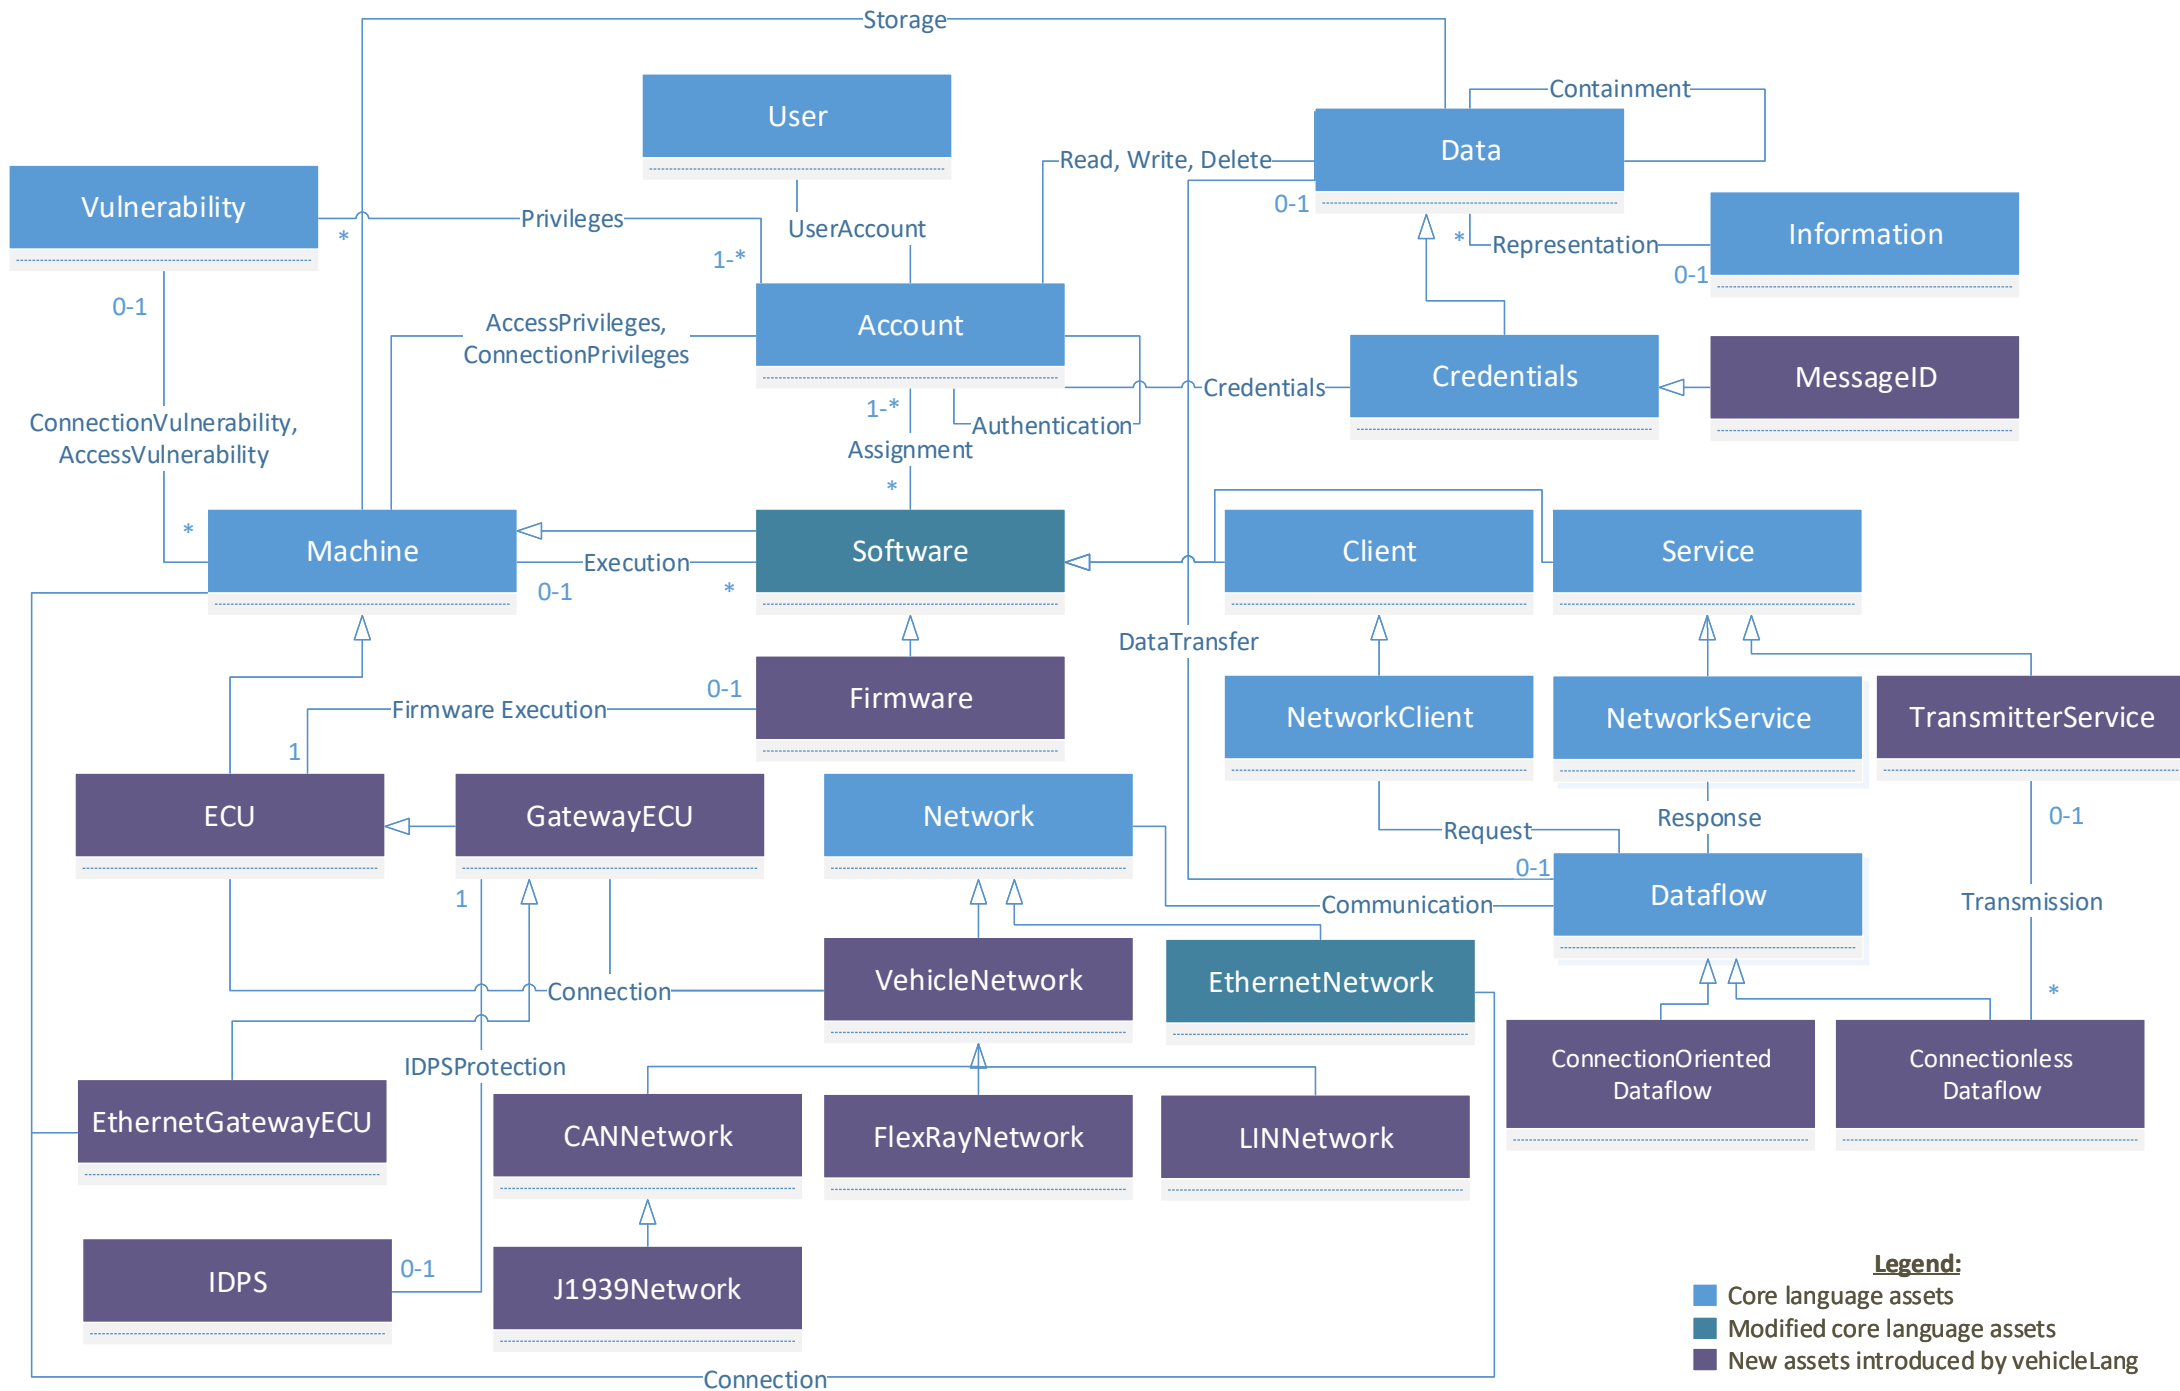 Storage
Containment
User
Data
Read, Write, Delete
Vulnerability
0-1
Privileges
UserAccount
*
*
Representation
Information
1-*
0-1
0-1
AccessPrivileges,
ConnectionPrivileges
Account
Credentials
MessageID
Credentials
1-*
Authentication
ConnectionVulnerability,
AccessVulnerability
Assignment
*
*
Machine
Execution
Software
Client
Service
0-1
*
DataTransfer
0-1
Firmware
Firmware Execution
NetworkClient
NetworkService
TransmitterService
1
ECU
GatewayECU
Network
Request
Response
0-1
0-1
1
Dataflow
Communication
Transmission
VehicleNetwork
EthernetNetwork
Connection
*
IDPSProtection
ConnectionOriented
Dataflow
Connectionless
Dataflow
EthernetGatewayECU
CANNetwork
FlexRayNetwork
LINNetwork
IDPS
0-1
J1939Network
Legend:
Core language assets
Modified core language assets
New assets introduced by vehicleLang
Connection